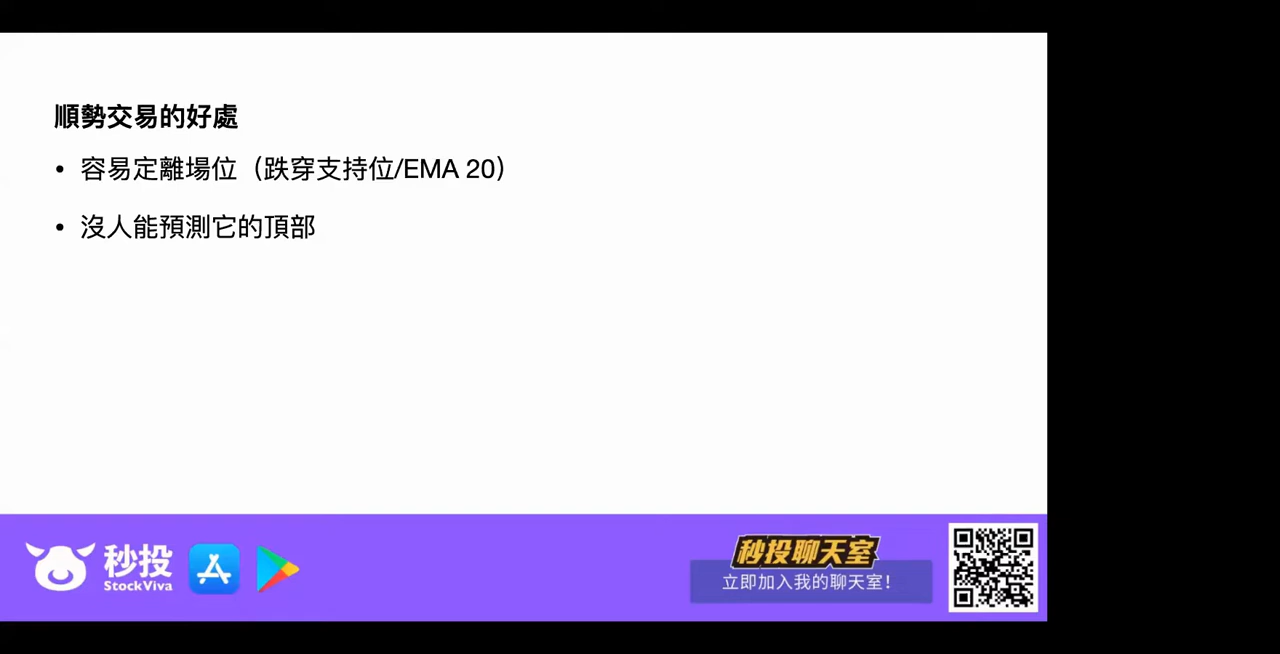 順勢交易的好處
• 容易定離場位（跌穿支持位/EMA 20）
• 沒人能預測它的頂部
秒投
StockViva
秒投聊天室
立即加入我的聊天室！